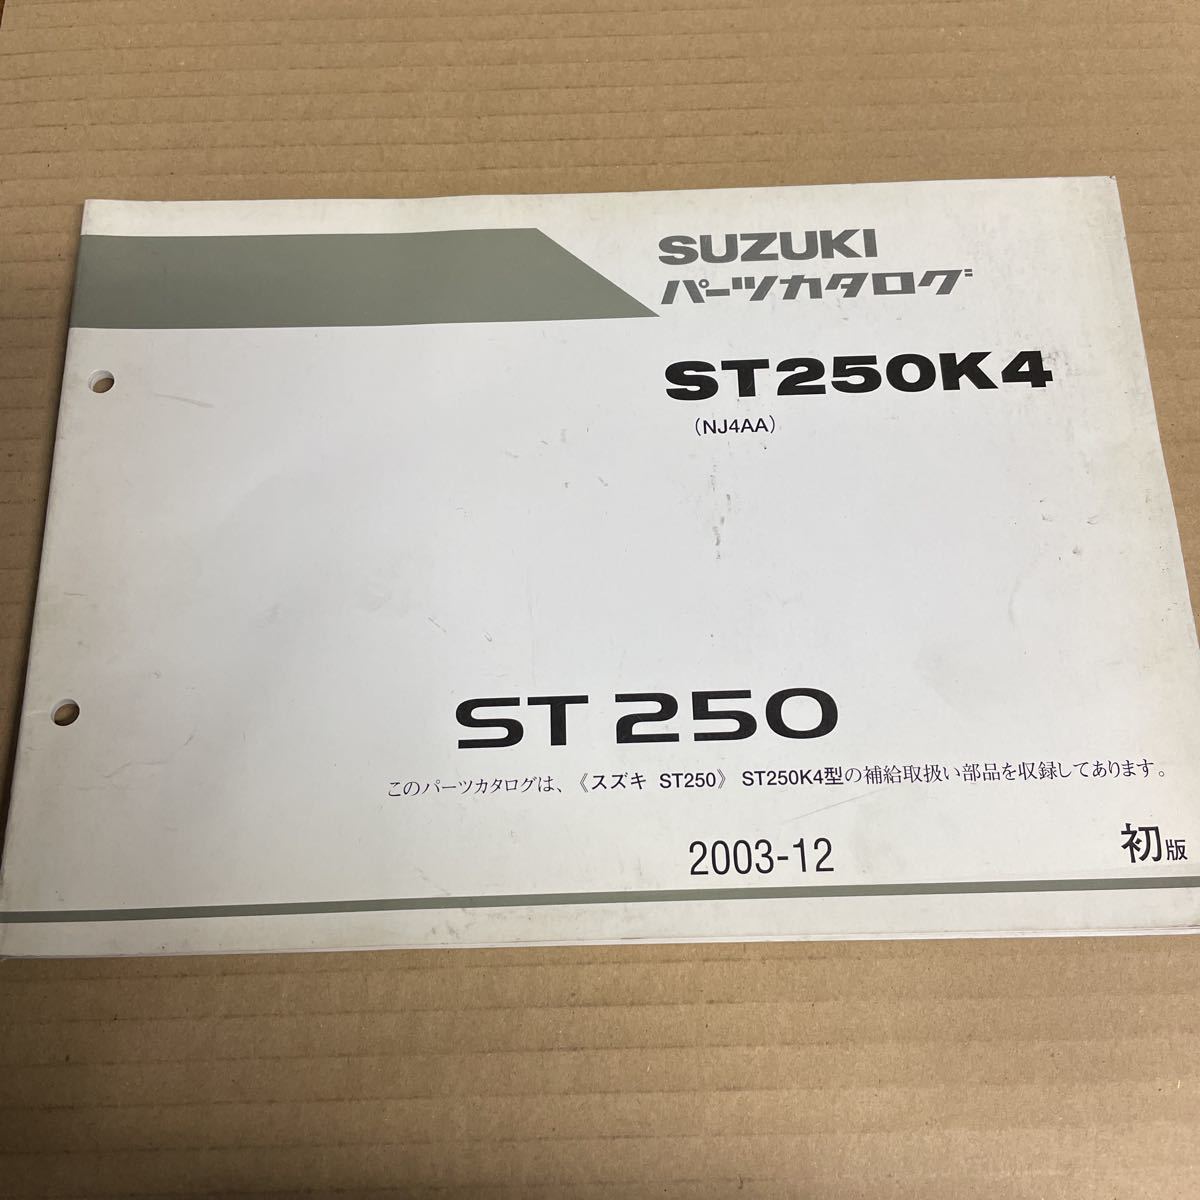 SUZUKI
パーツカタログ
ST250K4
(NJ4AA)
ST250
このパーツカタログは、《スズキ ST250》 ST250K4型の補給取扱い部品を収録してあります。
2003-12
初版